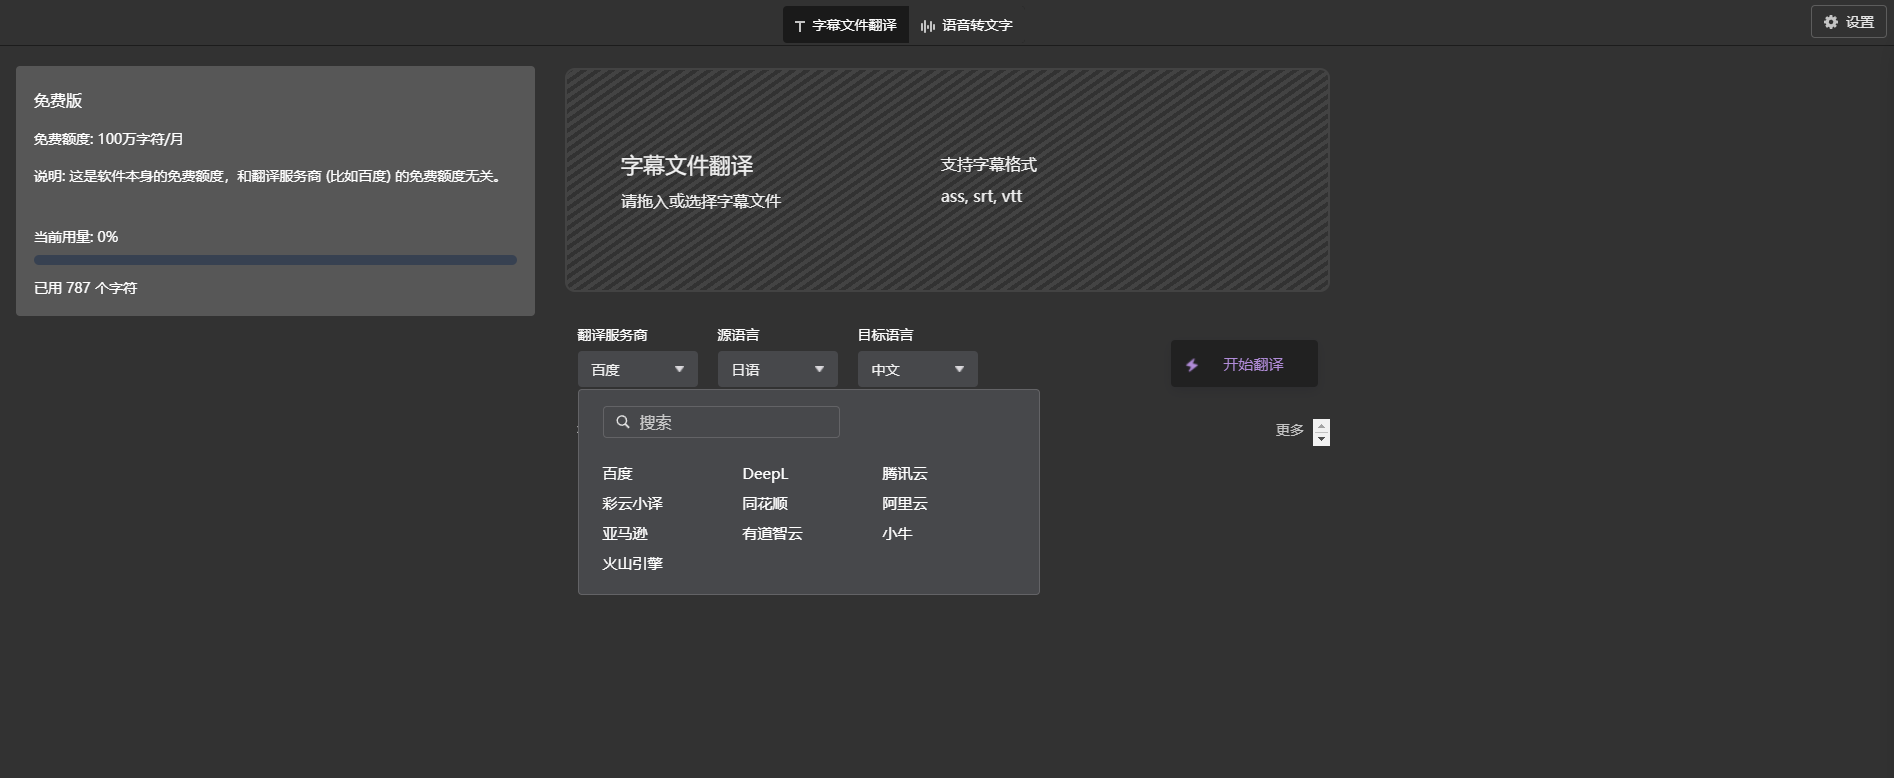 字幕文件翻译
语音转文字
设置
免费版
免费额度: 100万字符/月
说明: 这是软件本身的免费额度，和翻译服务商 (比如百度) 的免费额度无关。
当前用量: 0%
已用 787 个字符
字幕文件翻译
请拖入或选择字幕文件
支持字幕格式
ass, srt, vtt
翻译服务商
源语言
目标语言
百度
日语
中文
开始翻译
搜索
更多
百度
DeepL
腾讯云
彩云小译
同花顺
阿里云
亚马逊
有道智云
小牛
火山引擎